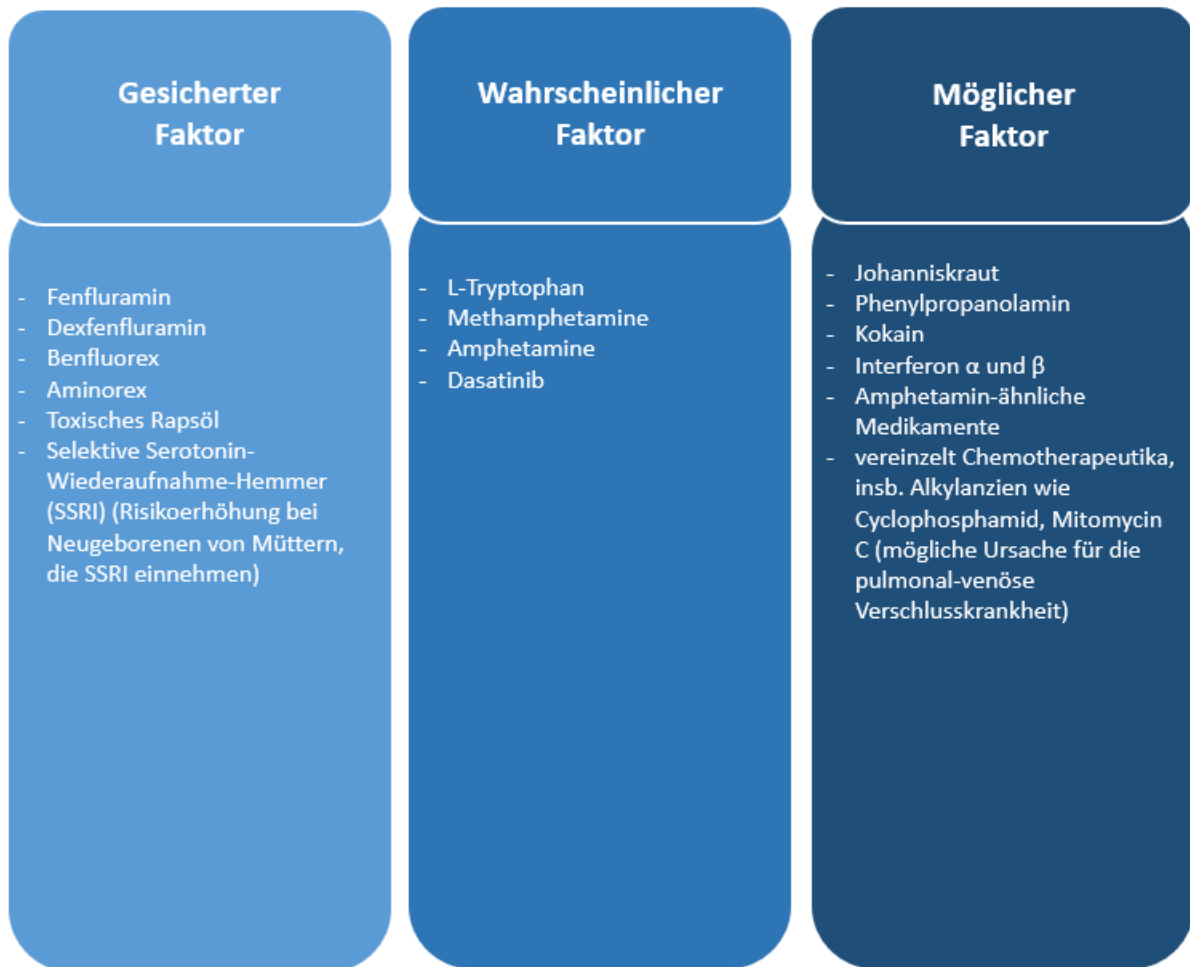 Gesicherter
Faktor
- Fenfluramin
- Dexfenfluramin
- Benfluorex
- Aminorex
- Toxisches Rapsöl
- Selektive Serotonin-
Wiederaufnahme-Hemmer
(SSRI) (Risikoerhöhung bei
Neugeborenen von Müttern,
die SSRI einnehmen)
Wahrscheinlicher
Faktor
- L-Tryptophan
- Methamphetamine
- Amphetamine
- Dasatinib
Möglicher
Faktor
- Johanniskraut
- Phenylpropanolamin
- Kokain
- Interferon α und β
- Amphetamin-ähnliche
Medikamente
- vereinzelt Chemotherapeutika,
insb. Alkylanzien wie
Cyclophosphamid, Mitomycin
C (mögliche Ursache für die
pulmonal-venöse
Verschlusskrankheit)